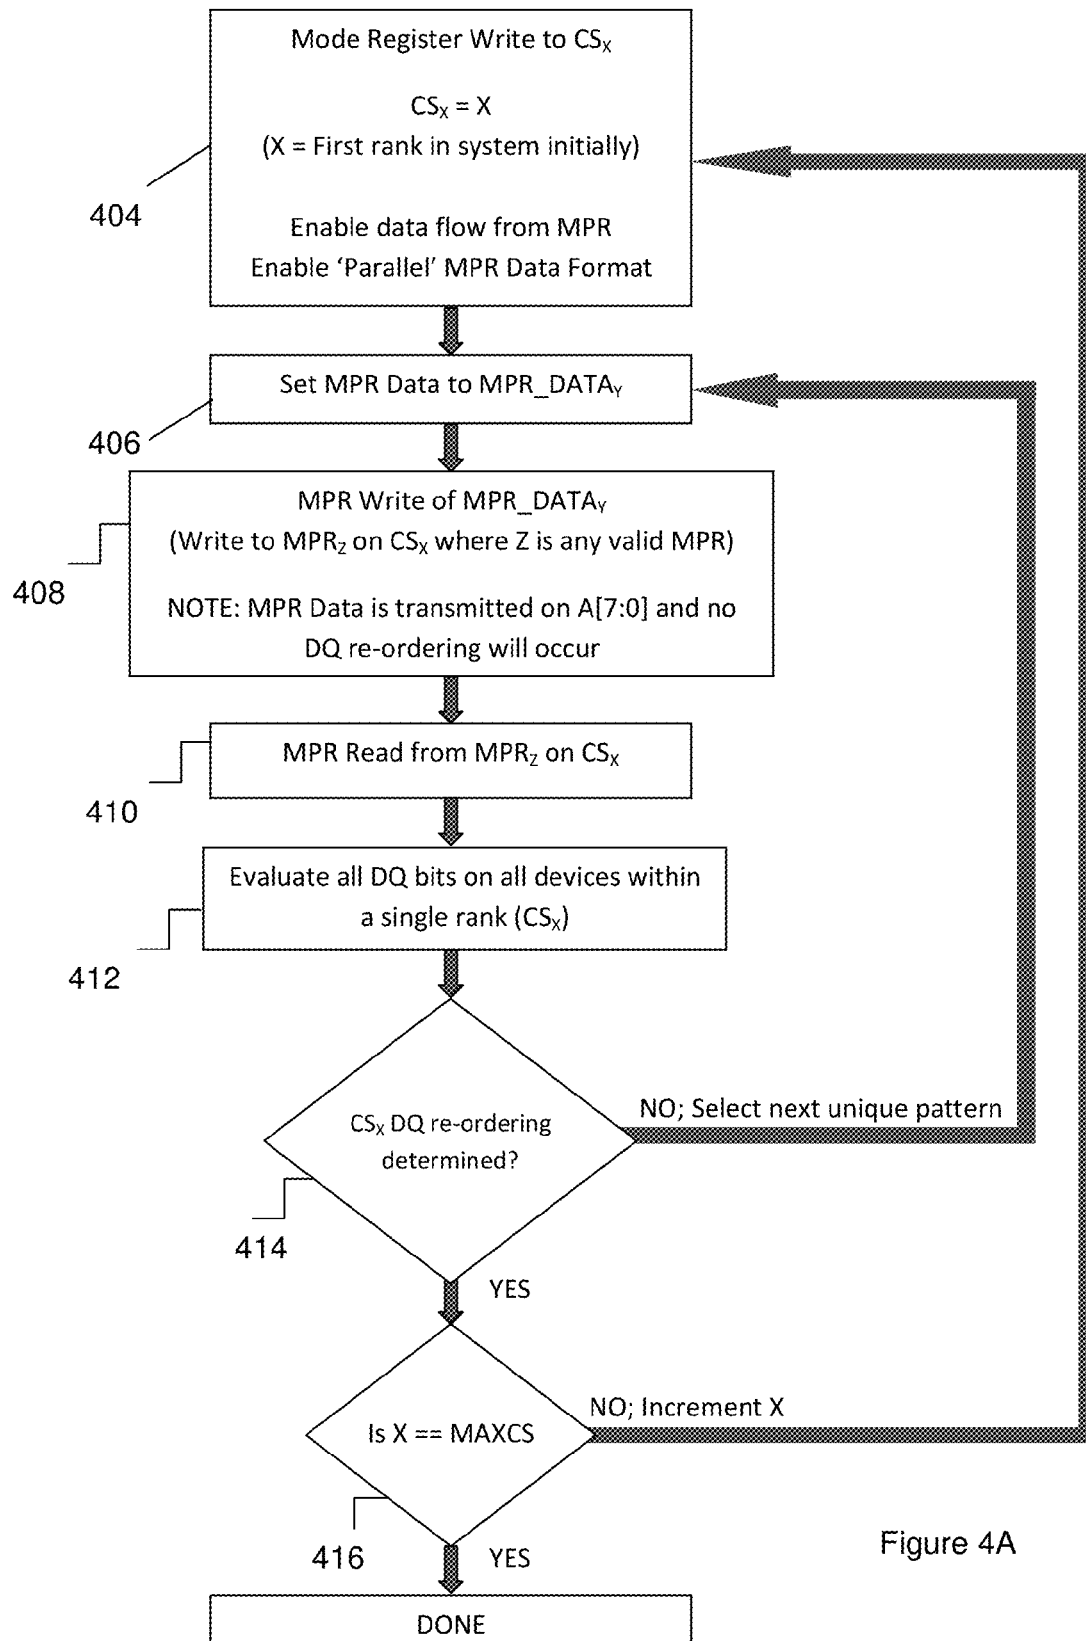 Mode Register Write to CSX
CSX = X
(X = First rank in system initially)
Enable data flow from MPR
Enable ‘Parallel’ MPR Data Format
404
Set MPR Data to MPR_DATAY
406
MPR Write of MPR_DATAY
(Write to MPRZ on CSX where Z is any valid MPR)
NOTE: MPR Data is transmitted on A[7:0] and no
DQ re-ordering will occur
408
MPR Read from MPRZ on CSX
410
Evaluate all DQ bits on all devices within
a single rank (CSX)
412
CSX DQ re-ordering
determined?
NO; Select next unique pattern
414
YES
Is X == MAXCS
NO; Increment X
416
YES
DONE
Figure 4A